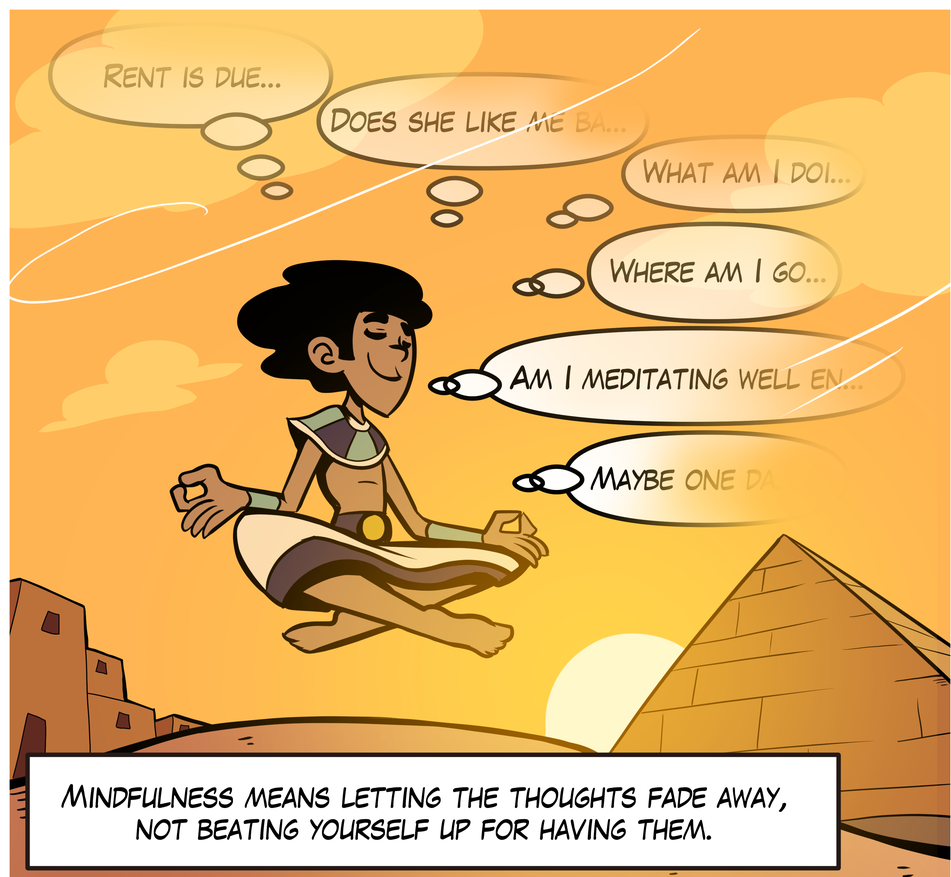 RENT IS DUE...
DOES SHE LIKE ME BA...
WHAT AM I DOI...
WHERE AM I GO...
AM I MEDITATING WELL EN...
MAYBE ONE DA
MINDFULNESS MEANS LETTING THE THOUGHTS FADE AWAY,
NOT BEATING YOURSELF UP FOR HAVING THEM.